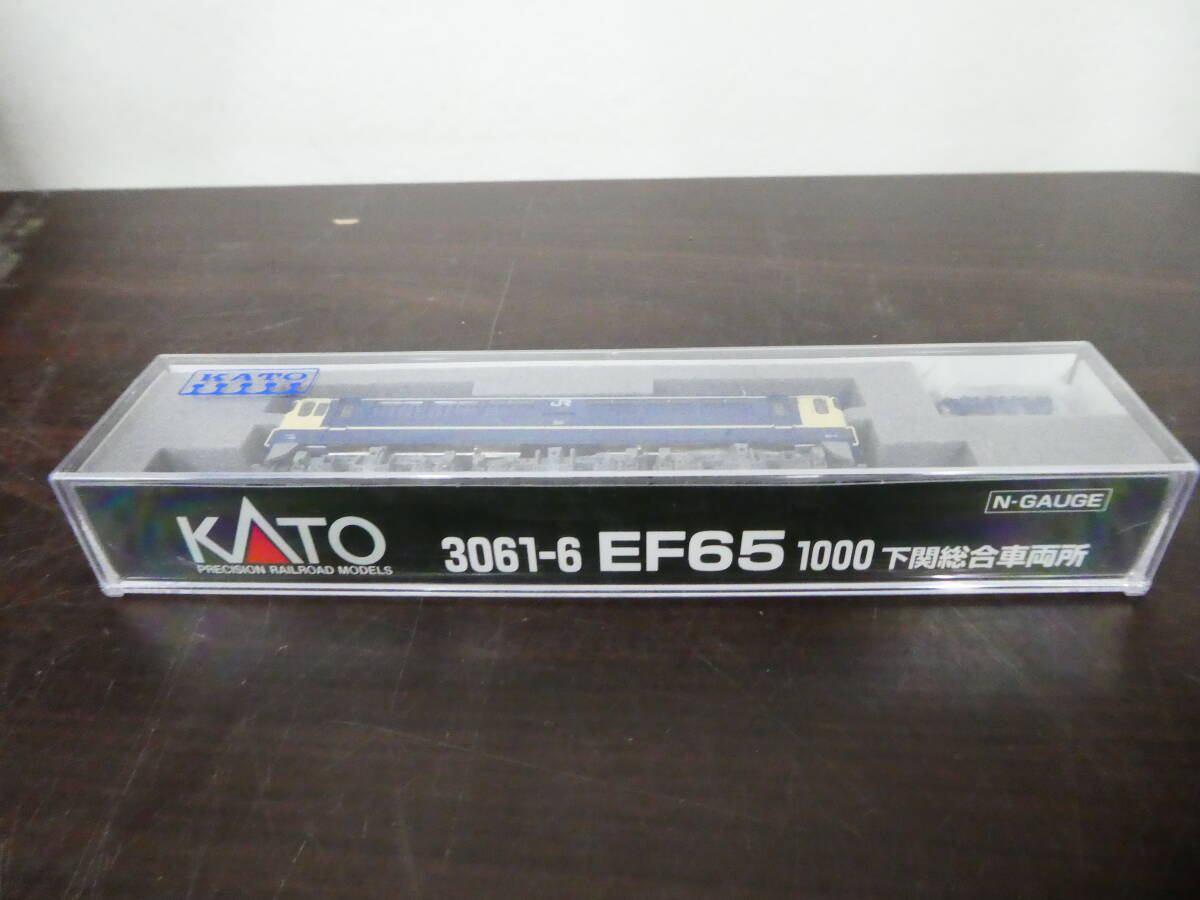 KATO
JR
N-GAUGE
KATO 3061-6 EF65 1000 下関総合車両所
PRECISION RAILROAD MODELS